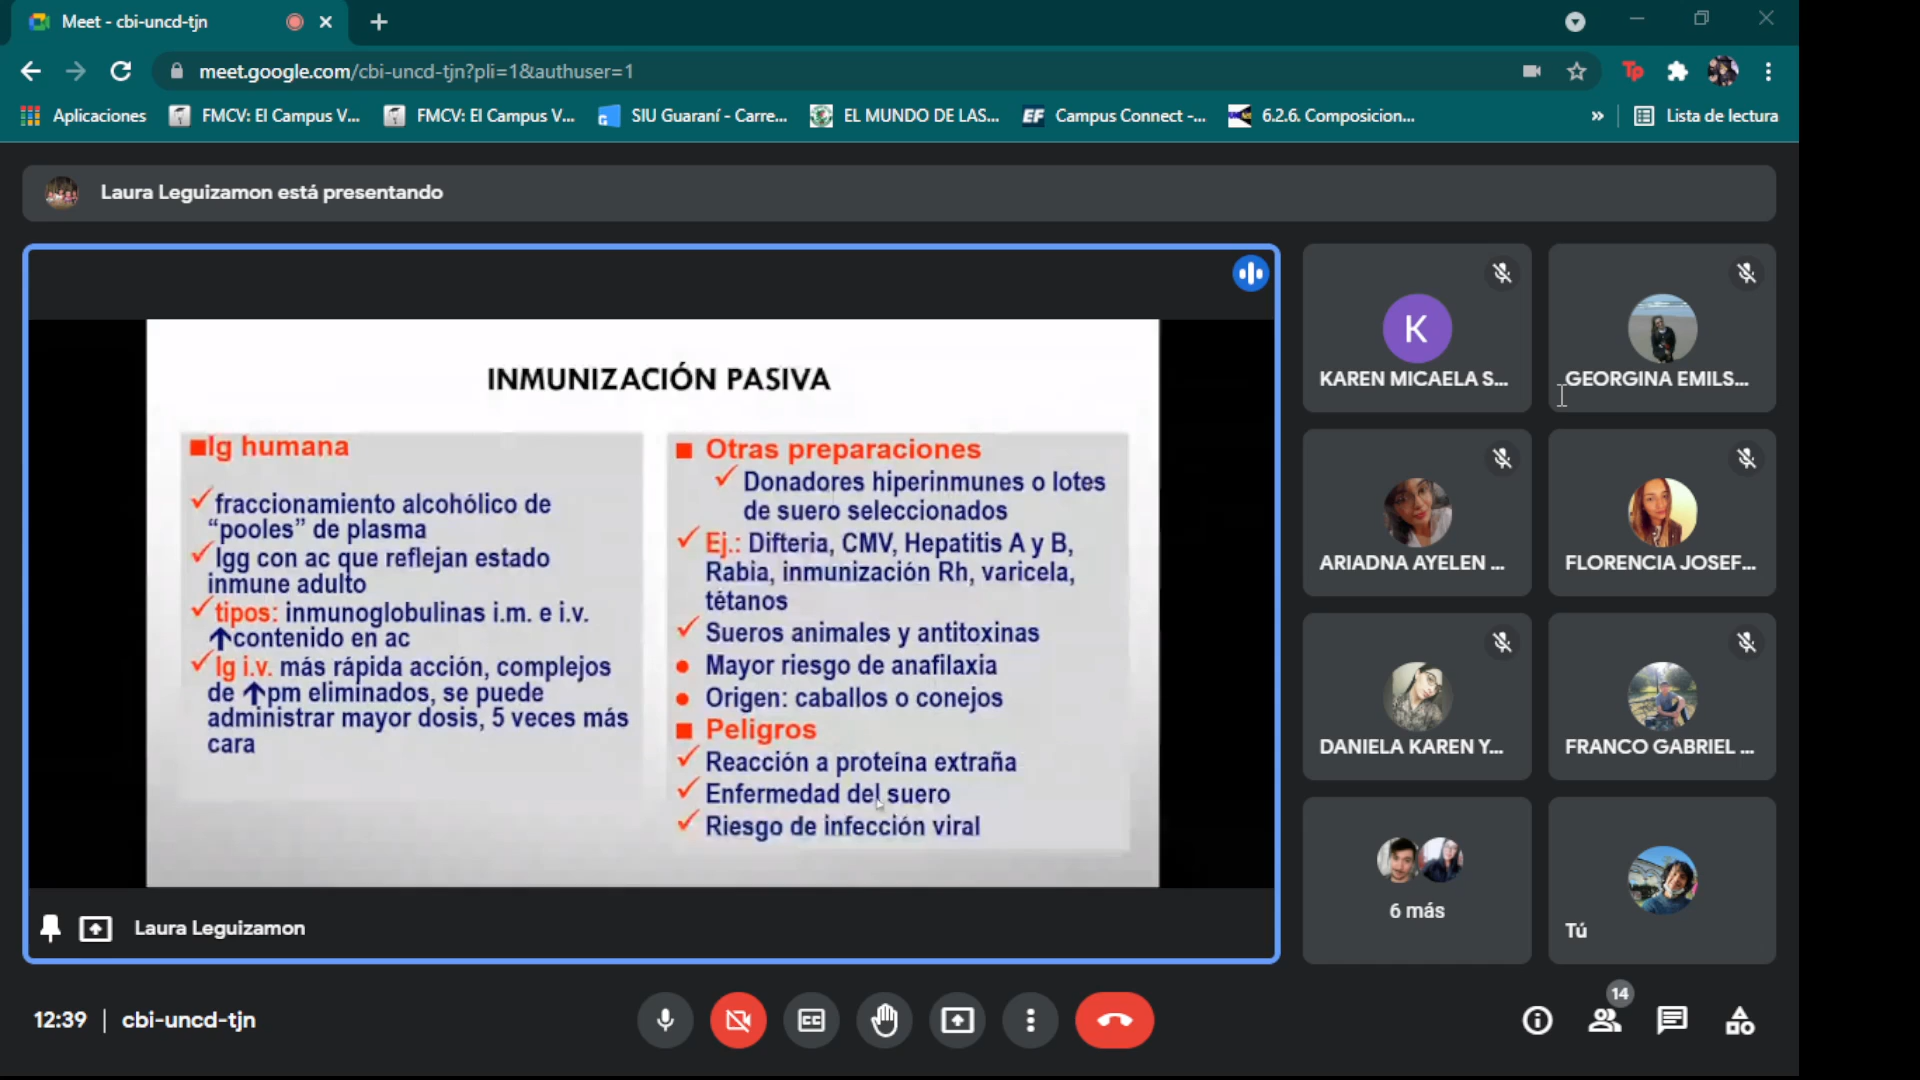 Meet - cbi-uncd-tjn
meet.google.com/cbi-uncd-tjn?pli=1&authuser=1
Tp
Aplicaciones
FMCV: El Campus V...
FMCV: El Campus V...
G
SIU Guaraní - Carre...
EL MUNDO DE LAS...
EF
Campus Connect -...
6.2.6. Composicion...
»
Lista de lectura
Laura Leguizamon está presentando
INMUNIZACIÓN PASIVA
Ig humana
fraccionamiento alcohólico de
“pooles” de plasma
Igg con ac que reflejan estado
inmune adulto
tipos: inmunoglobulinas i.m. e i.v.
↑contenido en ac
Ig i.v. más rápida acción, complejos
de ↑pm eliminados, se puede
administrar mayor dosis, 5 veces más
cara
Otras preparaciones
Donadores hiperinmunes o lotes
de suero seleccionados
Ej.: Difteria, CMV, Hepatitis A y B,
Rabia, inmunización Rh, varicela,
tétanos
Sueros animales y antitoxinas
Mayor riesgo de anafilaxia
Origen: caballos o conejos
Peligros
Reacción a proteína extraña
Enfermedad del suero
Riesgo de infección viral
Laura Leguizamon
K
KAREN MICAELA S...
GEORGINA EMILS...
ARIADNA AYELEN ...
FLORENCIA JOSEF...
DANIELA KAREN Y...
FRANCO GABRIEL ...
6 más
Tú
12:39 | cbi-uncd-tjn
CC
14